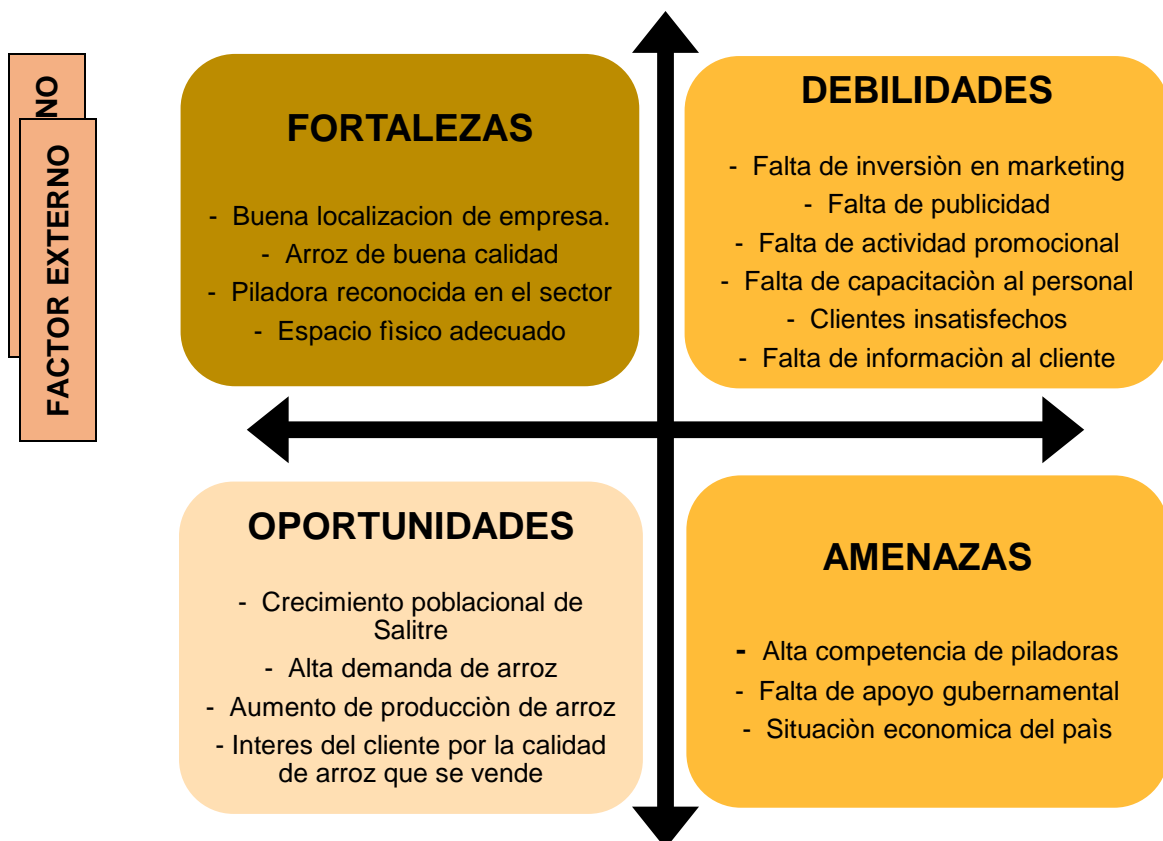 NO
FACTOR EXTERNO
FORTALEZAS
- Buena localizacion de empresa.
- Arroz de buena calidad
- Piladora reconocida en el sector
- Espacio fìsico adecuado
DEBILIDADES
- Falta de inversiòn en marketing
- Falta de publicidad
- Falta de actividad promocional
- Falta de capacitaciòn al personal
- Clientes insatisfechos
- Falta de informaciòn al cliente
OPORTUNIDADES
- Crecimiento poblacional de
Salitre
- Alta demanda de arroz
- Aumento de producciòn de arroz
- Interes del cliente por la calidad
de arroz que se vende
AMENAZAS
- Alta competencia de piladoras
- Falta de apoyo gubernamental
- Situaciòn economica del paìs